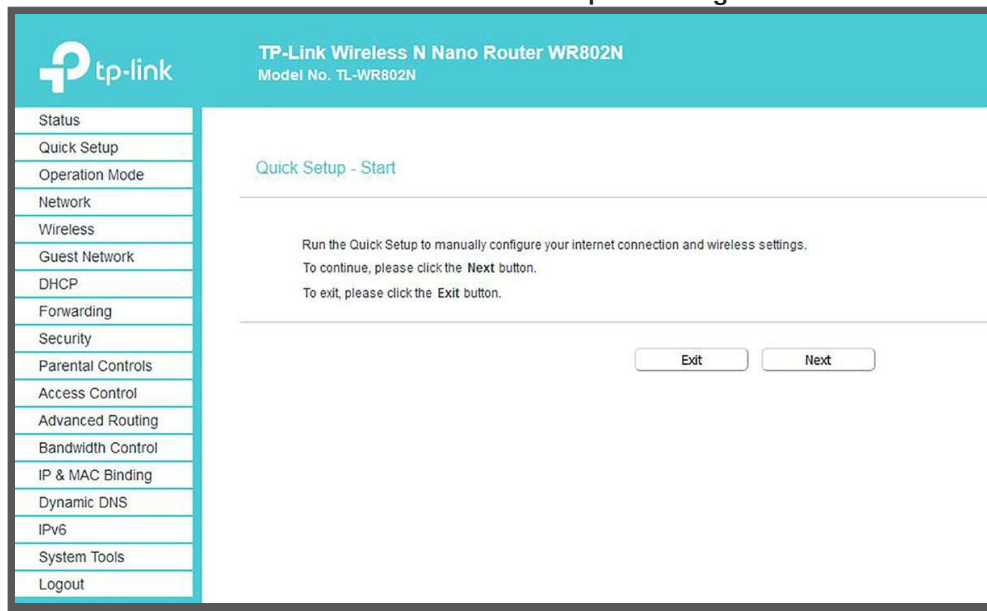 tp-link
TP-Link Wireless N Nano Router WR802N
Model No. TL-WR802N
Status
Quick Setup
Operation Mode
Network
Wireless
Guest Network
DHCP
Forwarding
Security
Parental Controls
Access Control
Advanced Routing
Bandwidth Control
IP & MAC Binding
Dynamic DNS
IPv6
System Tools
Logout
Quick Setup - Start
Run the Quick Setup to manually configure your internet connection and wireless settings.
To continue, please click the Next button.
To exit, please click the Exit button.
Exit
Next